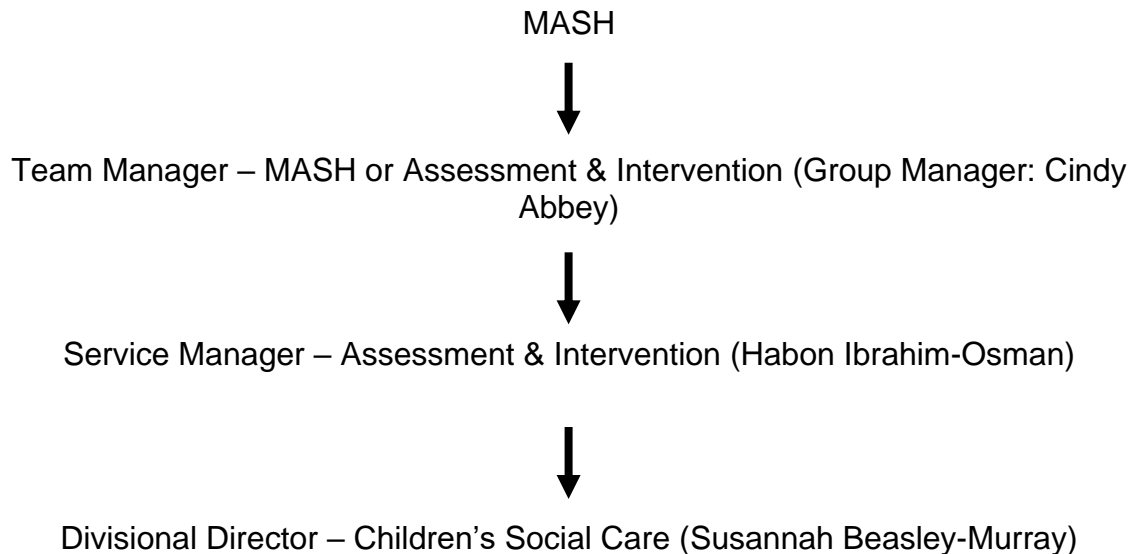 MASH
Team Manager – MASH or Assessment & Intervention (Group Manager: Cindy
Abbey)
Service Manager – Assessment & Intervention (Habon Ibrahim-Osman)
Divisional Director – Children’s Social Care (Susannah Beasley-Murray)